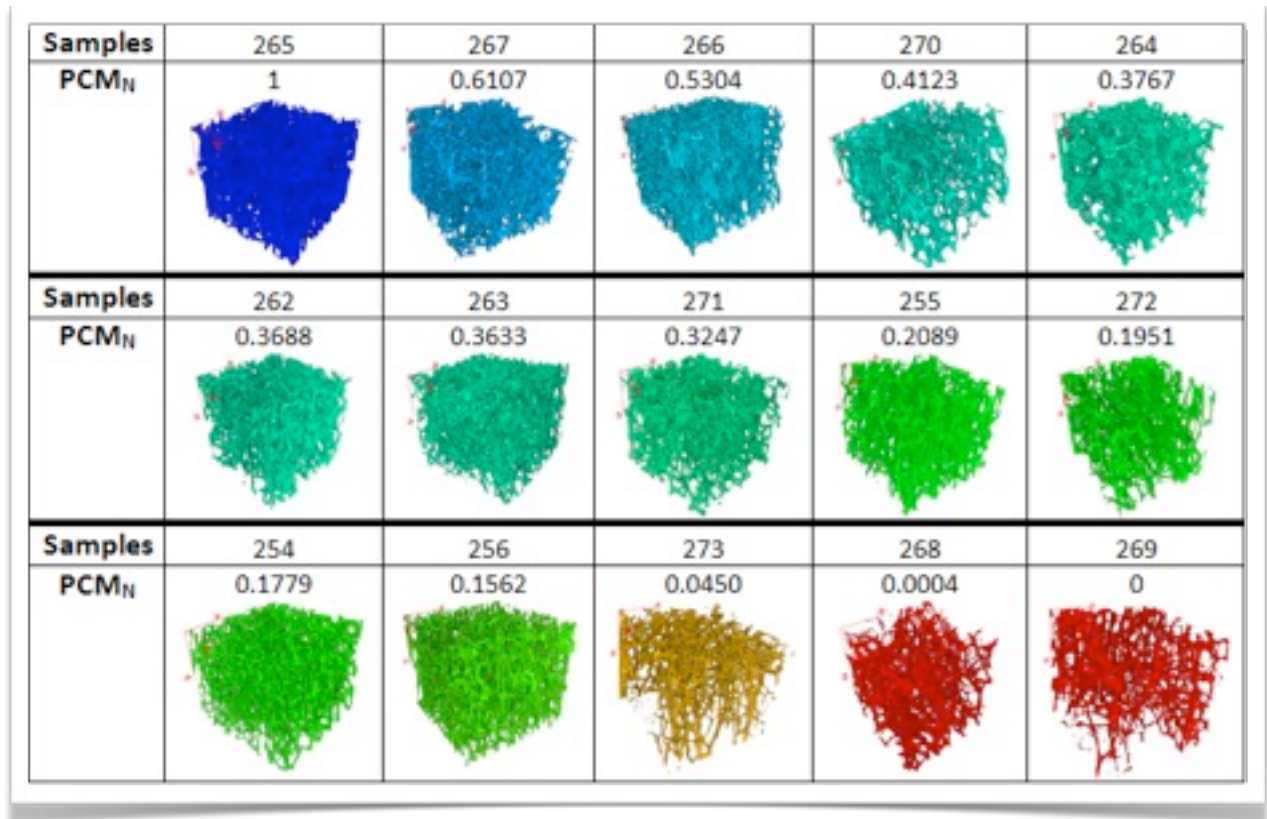 Samples 265 267 266 270 264
PCMN 1 0.6107 0.5304 0.4123 0.3767
Samples 262 263 271 255 272
PCMN 0.3688 0.3633 0.3247 0.2089 0.1951
Samples 254 256 273 268 269
PCMN 0.1779 0.1562 0.0450 0.0004 0